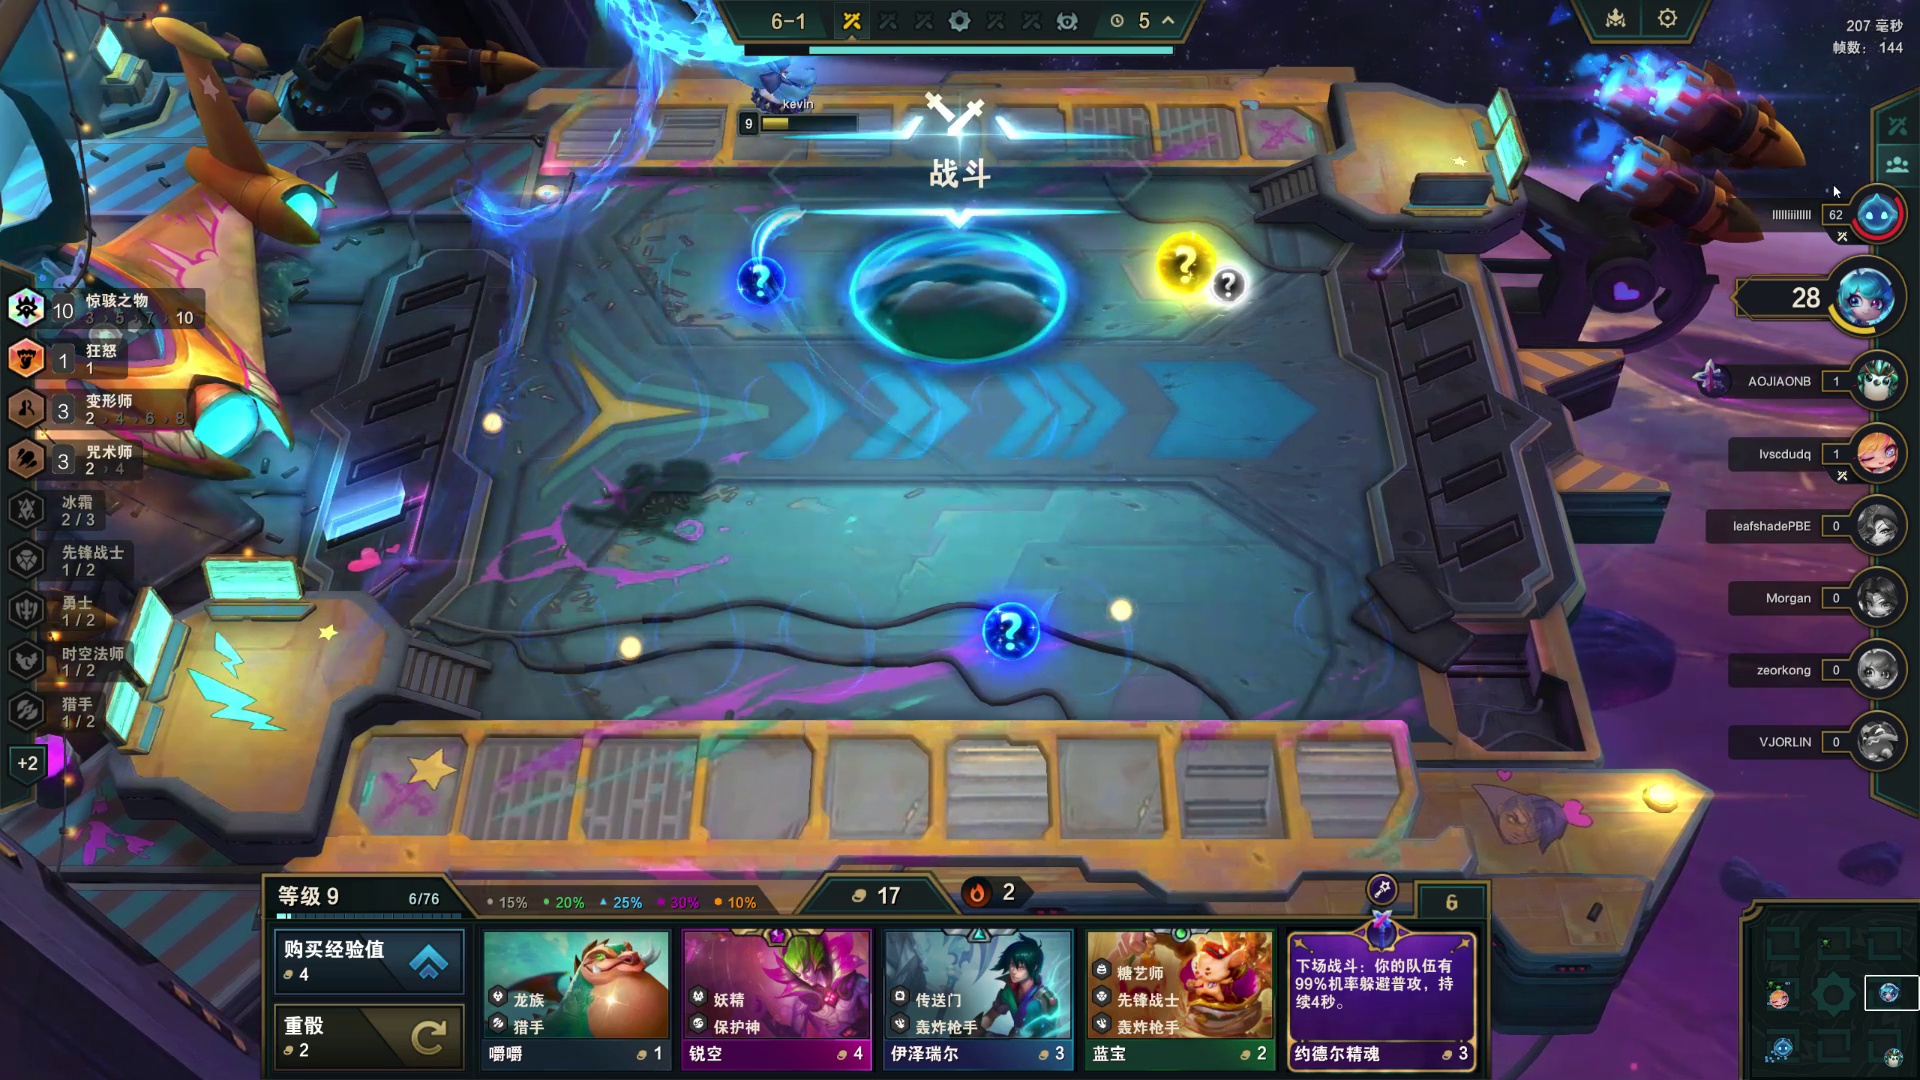 6-1
5
207 毫秒
帧数: 144
kevin
9
战斗
62
28
AOJIAONB
1
lvscdudq
1
leafshadePBE
0
Morgan
0
zeorkong
0
VJORLIN
0
10
惊骇之物
3 › 5 › 7 › 10
1
狂怒
1
3
变形师
2 › 4 › 6 › 8
3
咒术师
2 › 4
冰霜
2 / 3
先锋战士
1 / 2
勇士
1 / 2
时空法师
1 / 2
猎手
1 / 2
+2
?
?
?
?
等级 9
6/76
15%
20%
25%
30%
10%
17
2
6
购买经验值
4
重骰
2
龙族
猎手
嚼嚼
1
妖精
保护神
锐空
4
传送门
轰炸枪手
伊泽瑞尔
3
糖艺师
先锋战士
轰炸枪手
蓝宝
2
下场战斗：你的队伍有
99%机率躲避普攻，持
续4秒。
约德尔精魂
3